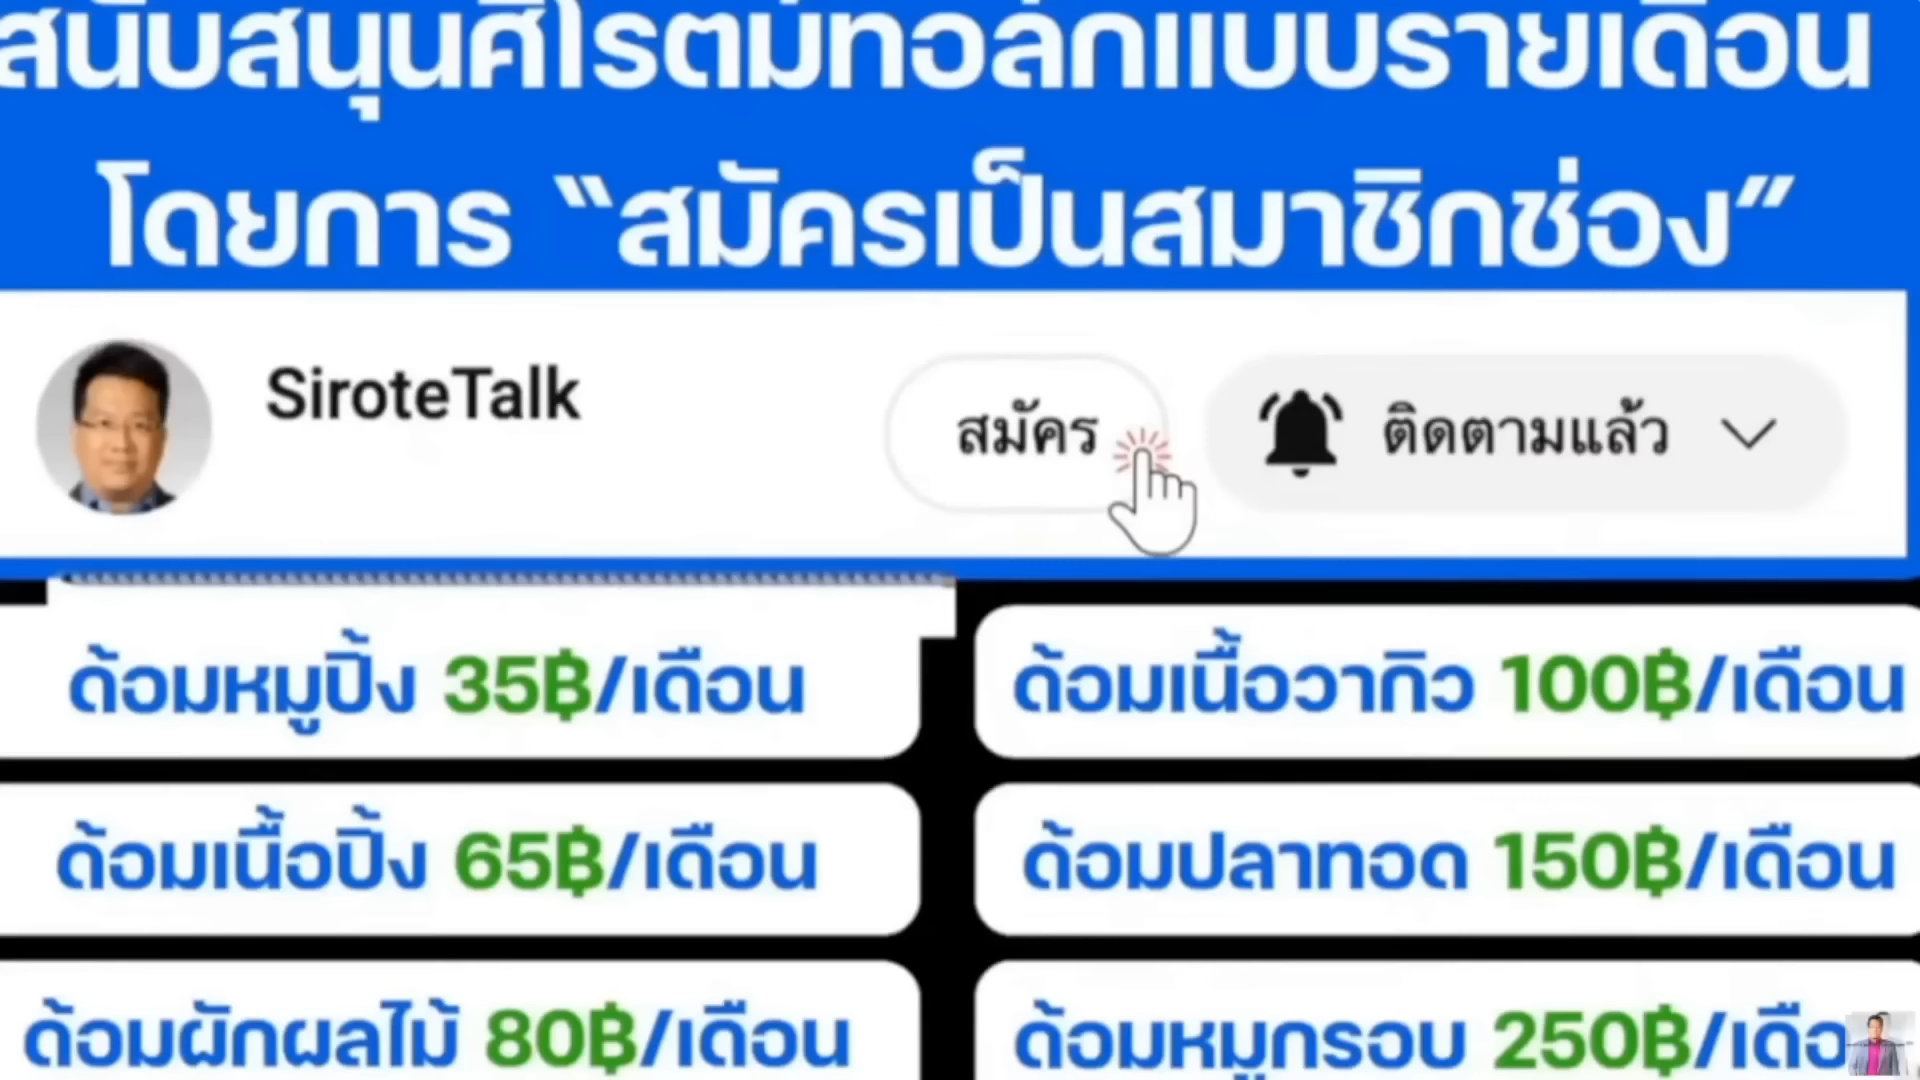 สนับสนุนศิโรตม์ทอล์กแบบรายเดือน
โดยการ “สมัครเป็นสมาชิกช่อง”
SiroteTalk
สมัคร
ติดตามแล้ว
ด้อมหมูปิ้ง 35฿/เดือน
ด้อมเนื้อวากิว 100฿/เดือน
ด้อมเนื้อปิ้ง 65฿/เดือน
ด้อมปลาทอด 150฿/เดือน
ด้อมผักผลไม้ 80฿/เดือน
ด้อมหมูกรอบ 250฿/เดือ